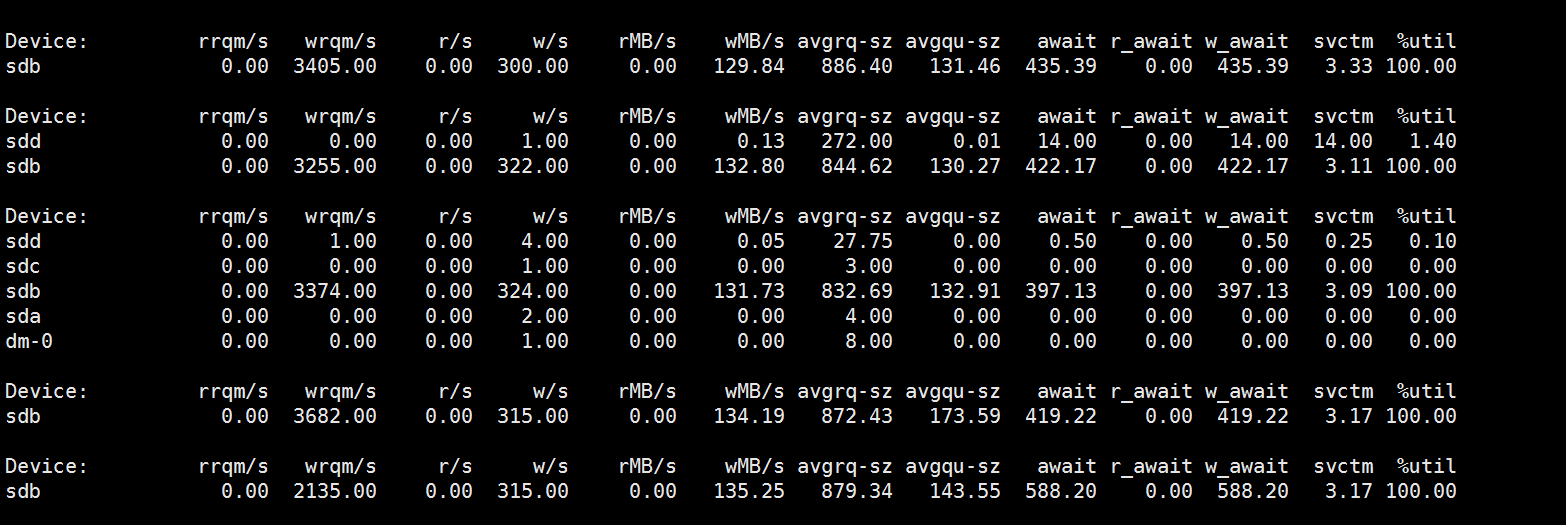 Device: rrqm/s wrqm/s r/s w/s rMB/s wMB/s avgrq-sz avgqu-sz await r_await w_await svctm %util
sdb 0.00 3405.00 0.00 300.00 0.00 129.84 886.40 131.46 435.39 0.00 435.39 3.33 100.00
Device: rrqm/s wrqm/s r/s w/s rMB/s wMB/s avgrq-sz avgqu-sz await r_await w_await svctm %util
sdd 0.00 0.00 0.00 1.00 0.00 0.13 272.00 0.01 14.00 0.00 14.00 14.00 1.40
sdb 0.00 3255.00 0.00 322.00 0.00 132.80 844.62 130.27 422.17 0.00 422.17 3.11 100.00
Device: rrqm/s wrqm/s r/s w/s rMB/s wMB/s avgrq-sz avgqu-sz await r_await w_await svctm %util
sdd 0.00 1.00 0.00 4.00 0.00 0.05 27.75 0.00 0.50 0.00 0.50 0.25 0.10
sdc 0.00 0.00 0.00 1.00 0.00 0.00 3.00 0.00 0.00 0.00 0.00 0.00 0.00
sdb 0.00 3374.00 0.00 324.00 0.00 131.73 832.69 132.91 397.13 0.00 397.13 3.09 100.00
sda 0.00 0.00 0.00 2.00 0.00 0.00 4.00 0.00 0.00 0.00 0.00 0.00 0.00
dm-0 0.00 0.00 0.00 1.00 0.00 0.00 8.00 0.00 0.00 0.00 0.00 0.00 0.00
Device: rrqm/s wrqm/s r/s w/s rMB/s wMB/s avgrq-sz avgqu-sz await r_await w_await svctm %util
sdb 0.00 3682.00 0.00 315.00 0.00 134.19 872.43 173.59 419.22 0.00 419.22 3.17 100.00
Device: rrqm/s wrqm/s r/s w/s rMB/s wMB/s avgrq-sz avgqu-sz await r_await w_await svctm %util
sdb 0.00 2135.00 0.00 315.00 0.00 135.25 879.34 143.55 588.20 0.00 588.20 3.17 100.00